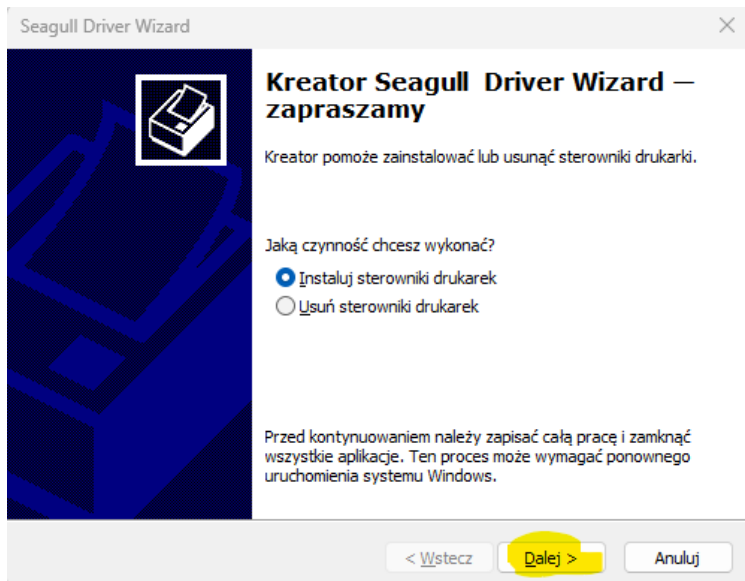 Seagull Driver Wizard
Kreator Seagull  Driver Wizard —
zapraszamy
Kreator pomoże zainstalować lub usunąć sterowniki drukarki.
Jaką czynność chcesz wykonać?
Instaluj sterowniki drukarek
Usuń sterowniki drukarek
Przed kontynuowaniem należy zapisać całą pracę i zamknąć
wszystkie aplikacje. Ten proces może wymagać ponownego
uruchomienia systemu Windows.
< Wstecz
Dalej >
Anuluj